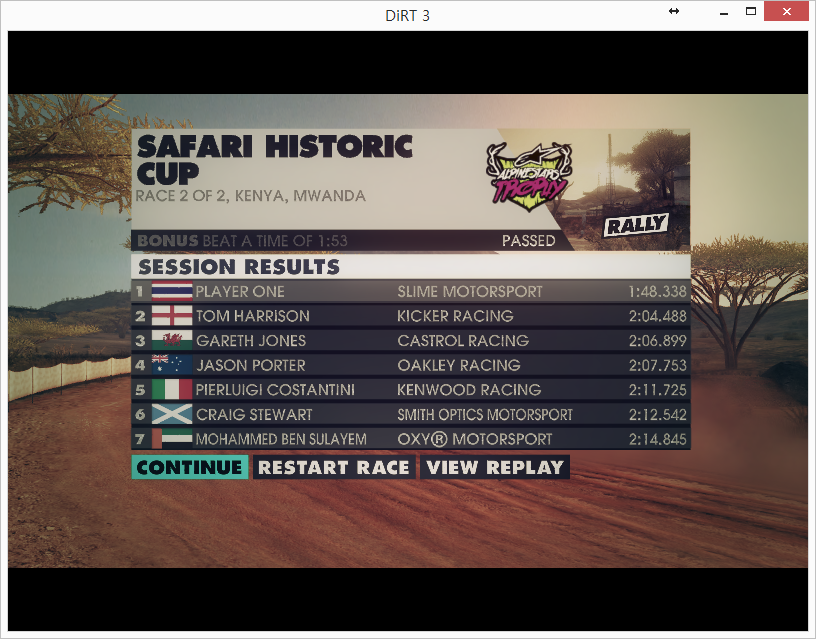 DiRT 3
SAFARI HISTORIC
CUP
RACE 2 OF 2, KENYA, MWANDA
ALPINESTARS
TROPHY
RALLY
BONUS BEAT A TIME OF 1:53 PASSED
SESSION RESULTS
1 PLAYER ONE SLIME MOTORSPORT 1:48.338
2 TOM HARRISON KICKER RACING 2:04.488
3 GARETH JONES CASTROL RACING 2:06.899
4 JASON PORTER OAKLEY RACING 2:07.753
5 PIERLUIGI COSTANTINI KENWOOD RACING 2:11.725
6 CRAIG STEWART SMITH OPTICS MOTORSPORT 2:12.542
7 MOHAMMED BEN SULAYEM OXY® MOTORSPORT 2:14.845
CONTINUE RESTART RACE VIEW REPLAY